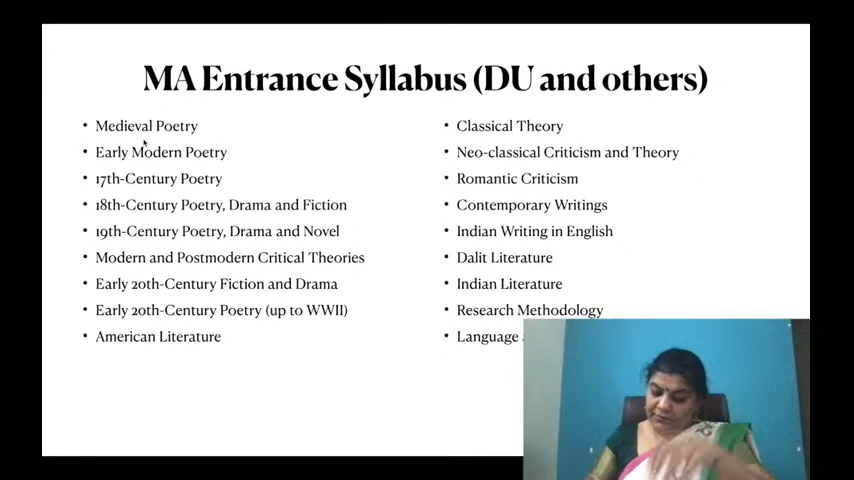 MA Entrance Syllabus (DU and others)
• Medieval Poetry
• Early Modern Poetry
• 17th-Century Poetry
• 18th-Century Poetry, Drama and Fiction
• 19th-Century Poetry, Drama and Novel
• Modern and Postmodern Critical Theories
• Early 20th-Century Fiction and Drama
• Early 20th-Century Poetry (up to WWII)
• American Literature
• Classical Theory
• Neo-classical Criticism and Theory
• Romantic Criticism
• Contemporary Writings
• Indian Writing in English
• Dalit Literature
• Indian Literature
• Research Methodology
• Language